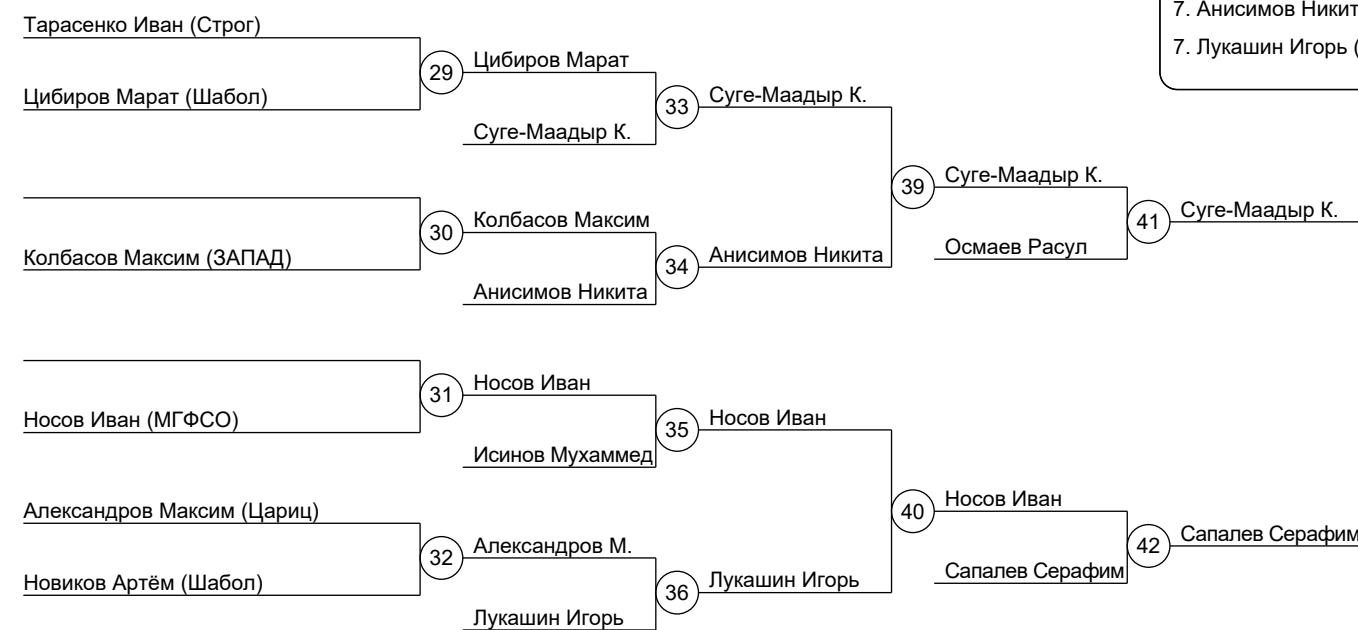 7. Анисимов Никит
7. Лукашин Игорь (
Тарасенко Иван (Строг)
29
Цибиров Марат
Цибиров Марат (Шабол)
33
Суге-Маадыр К.
Суге-Маадыр К.
39
Суге-Маадыр К.
30
Колбасов Максим
41
Суге-Маадыр К.
Колбасов Максим (ЗАПАД)
34
Анисимов Никита
Осмаев Расул
Анисимов Никита
31
Носов Иван
Носов Иван (МГФСО)
35
Носов Иван
Исинов Мухаммед
Александров Максим (Цариц)
40
Носов Иван
32
Александров М.
42
Сапалев Серафим
Новиков Артём (Шабол)
36
Лукашин Игорь
Сапалев Серафим
Лукашин Игорь